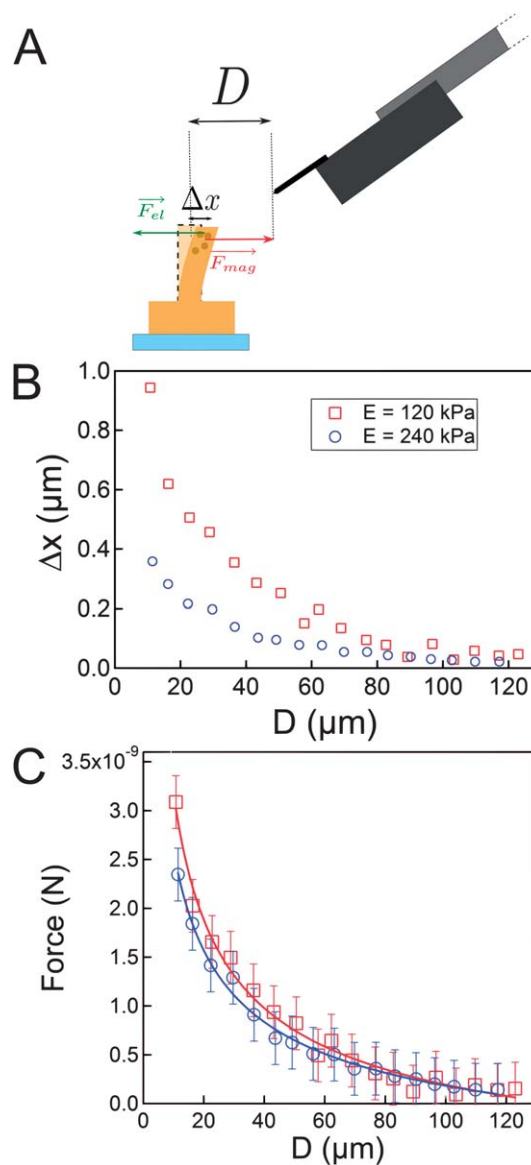 A
D
Δx
F_el
F_mag
B
1.0
0.8
0.6
0.4
0.2
0.0
Δx (µm)
E = 120 kPa
E = 240 kPa
0 20 40 60 80 100 120
D (µm)
C
3.5x10⁻⁹
3.0
2.5
2.0
1.5
1.0
0.5
0.0
Force (N)
0 20 40 60 80 100 120
D (µm)